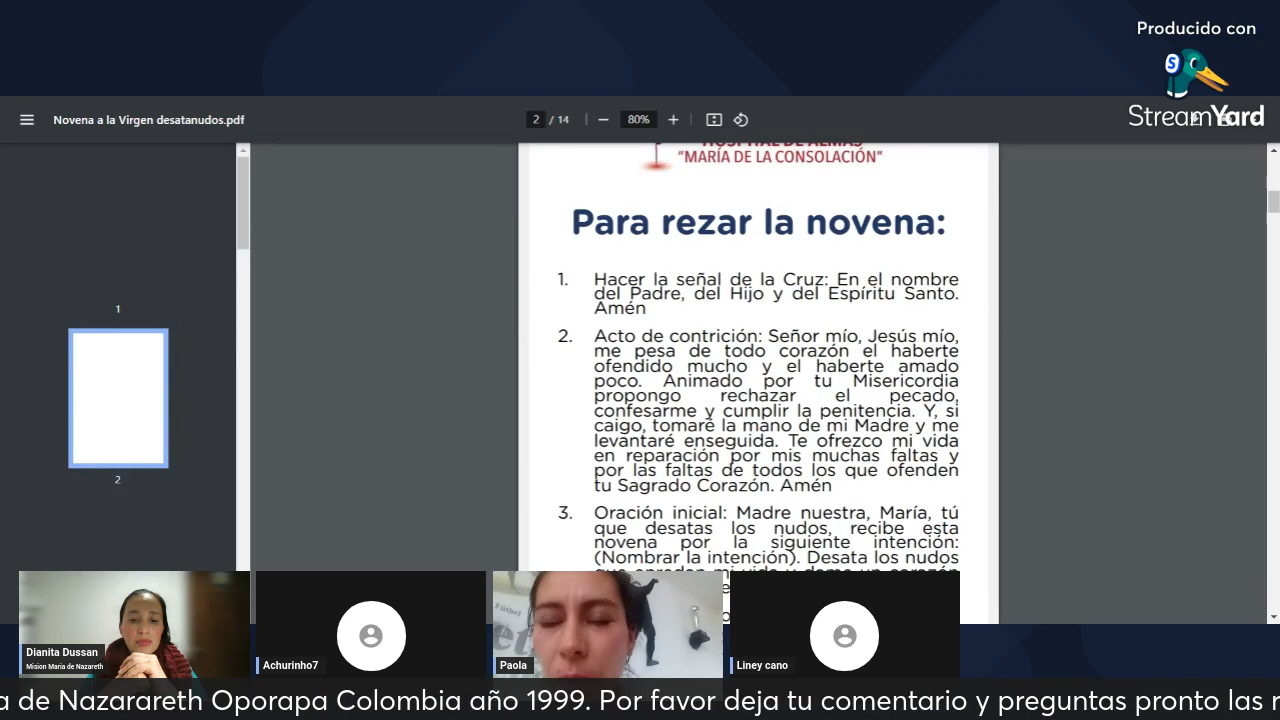 Producido con
StreamYard
Novena a la Virgen desatanudos.pdf
2 / 14
80%
HOSPITAL DE ALMAS
"MARÍA DE LA CONSOLACIÓN"
Para rezar la novena:
1. Hacer la señal de la Cruz: En el nombre
del Padre, del Hijo y del Espíritu Santo.
Amén
2. Acto de contrición: Señor mío, Jesús mío,
me pesa de todo corazón el haberte
ofendido mucho y el haberte amado
poco. Animado por tu Misericordia
propongo rechazar el pecado,
confesarme y cumplir la penitencia. Y, si
caigo, tomaré la mano de mi Madre y me
levantaré enseguida. Te ofrezco mi vida
en reparación por mis muchas faltas y
por las faltas de todos los que ofenden
tu Sagrado Corazón. Amén
3. Oración inicial: Madre nuestra, María, tú
que desatas los nudos, recibe esta
novena por la siguiente intención:
(Nombrar la intención). Desata los nudos
1
2
Fútbol
Dianita Dussan
Mision Maria de Nazareth
Achurinho7
Paola
Liney cano
a de Nazarareth Oporapa Colombia año 1999. Por favor deja tu comentario y preguntas pronto las